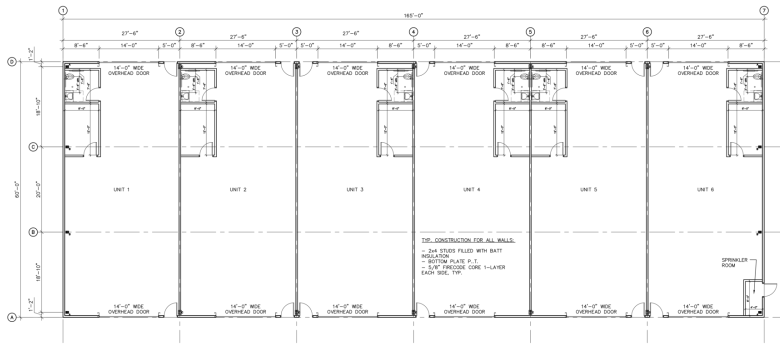 1 2 3 4 5 6 7
165'-0"
27'-6" 27'-6" 27'-6" 27'-6" 27'-6" 27'-6"
8'-6" 14'-0" 5'-0" 8'-6" 14'-0" 5'-0" 5'-0" 14'-0" 8'-6" 5'-0" 14'-0" 8'-6" 8'-6" 14'-0" 5'-0" 5'-0" 14'-0" 8'-6"
D
1'-2"
14'-0" WIDE
OVERHEAD DOOR
14'-0" WIDE
OVERHEAD DOOR
14'-0" WIDE
OVERHEAD DOOR
14'-0" WIDE
OVERHEAD DOOR
14'-0" WIDE
OVERHEAD DOOR
14'-0" WIDE
OVERHEAD DOOR
18'-10"
C
60'-0"
20'-0"
UNIT 1 UNIT 2 UNIT 3 UNIT 4 UNIT 5 UNIT 6
B
TYP. CONSTRUCTION FOR ALL WALLS:
- 2x4 STUDS FILLED WITH BATT
INSULATION
- BOTTOM PLATE P.T.
- 5/8" FIRECODE CORE 1-LAYER
EACH SIDE, TYP.
18'-10"
SPRINKLER
ROOM
1'-2"
14'-0" WIDE
OVERHEAD DOOR
14'-0" WIDE
OVERHEAD DOOR
14'-0" WIDE
OVERHEAD DOOR
14'-0" WIDE
OVERHEAD DOOR
14'-0" WIDE
OVERHEAD DOOR
14'-0" WIDE
OVERHEAD DOOR
A